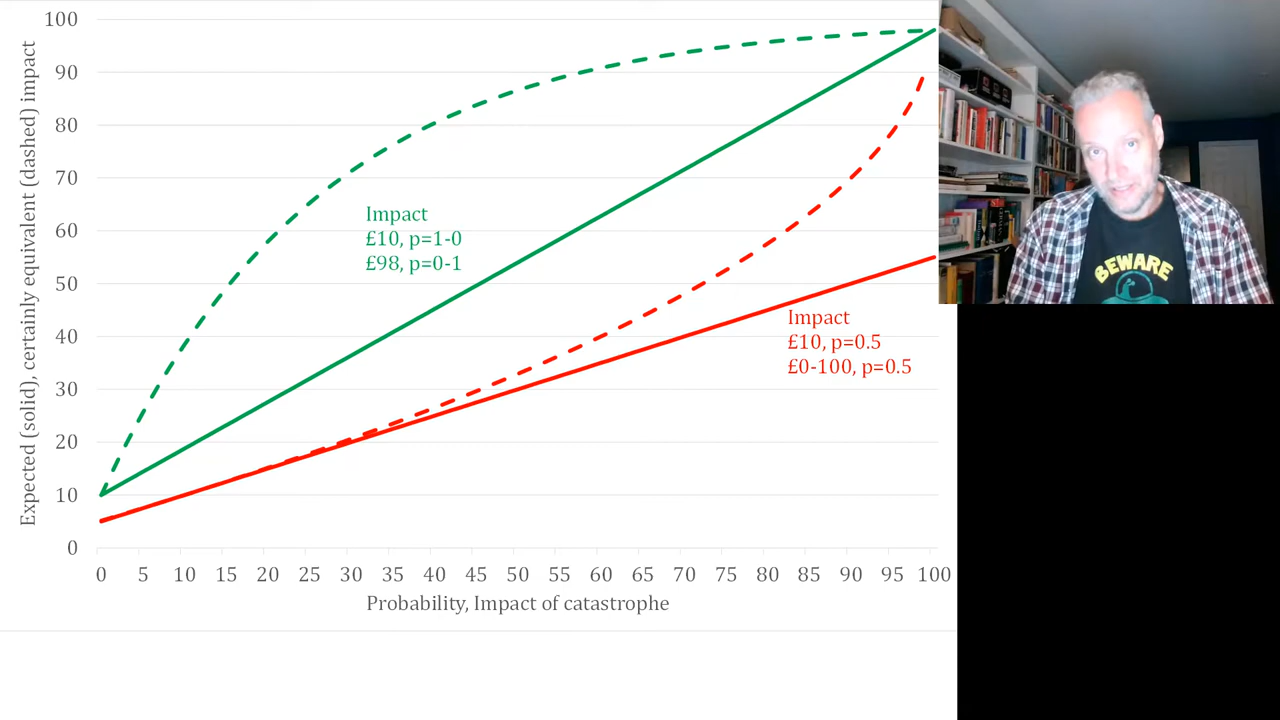 Expected (solid), certainly equivalent (dashed) impact
100
90
80
70
60
50
40
30
20
10
0
Impact
£10, p=1-0
£98, p=0-1
Impact
£10, p=0.5
£0-100, p=0.5
0 5 10 15 20 25 30 35 40 45 50 55 60 65 70 75 80 85 90 95 100
Probability, Impact of catastrophe
BEWARE